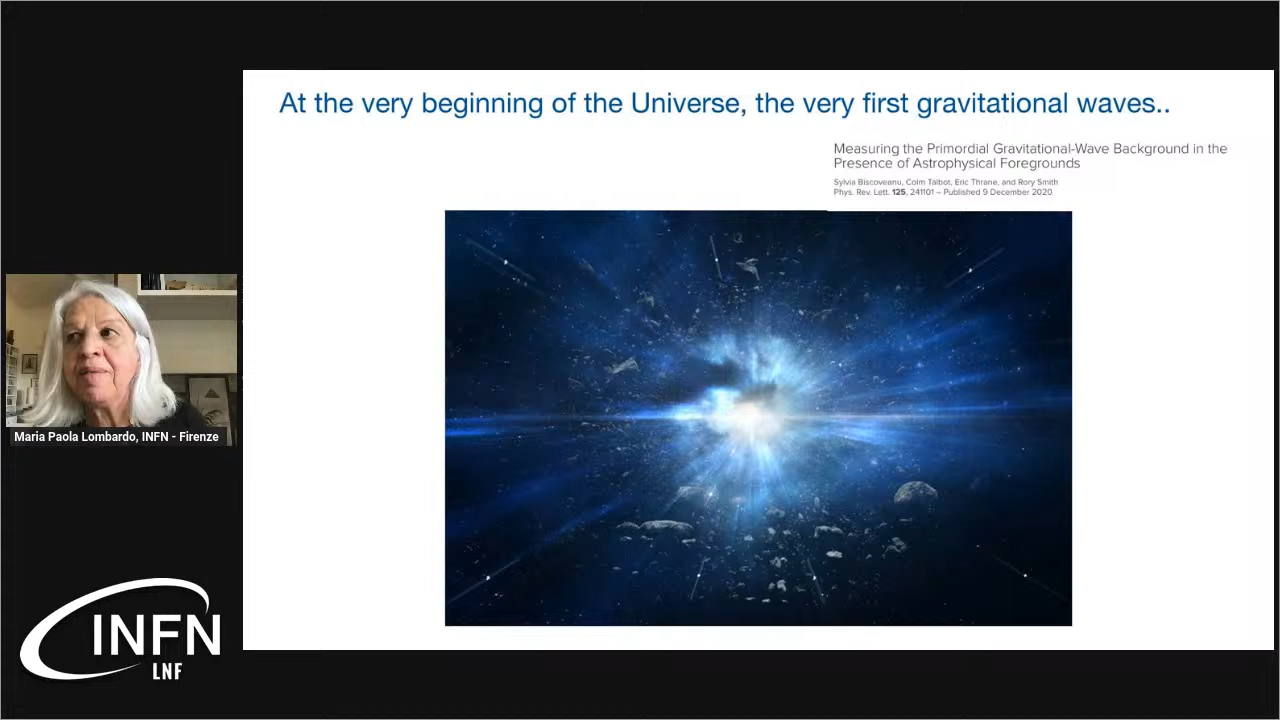 At the very beginning of the Universe, the very first gravitational waves..
Measuring the Primordial Gravitational-Wave Background in the
Presence of Astrophysical Foregrounds
Sylvia Biscoveanu, Colm Talbot, Eric Thrane, and Rory Smith
Phys. Rev. Lett. 125, 241101 – Published 9 December 2020
Maria Paola Lombardo, INFN - Firenze
INFN
LNF